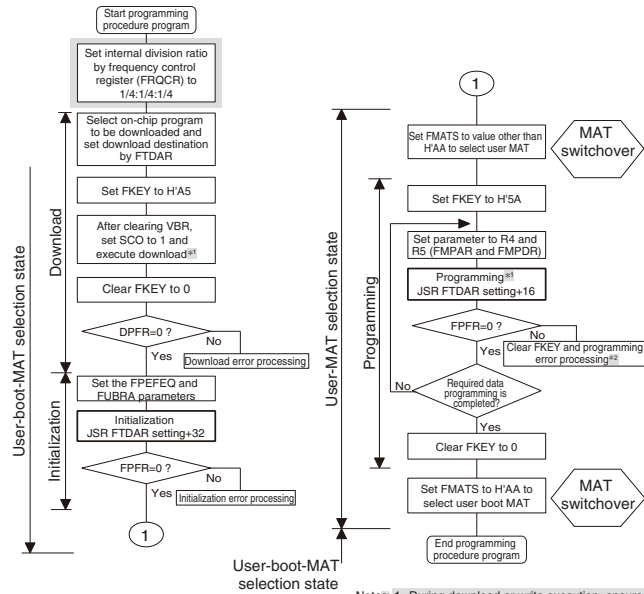 Start programming
procedure program
Set internal division ratio
by frequency control
register (FRQCR) to
1/4:1/4:1/4
Select on-chip program
to be downloaded and
set download destination
by FTDAR
Set FKEY to H'A5
After clearing VBR,
set SCO to 1 and
execute download*1
Clear FKEY to 0
DPFR=0 ?
No
Yes
Download error processing
Set the FPEFEQ and
FUBRA parameters
Initialization
JSR FTDAR setting+32
FPFR=0 ?
No
Yes
Initialization error processing
1
Download
Initialization
User-boot-MAT selection state
1
Set FMATS to value other than
H'AA to select user MAT
MAT
switchover
Set FKEY to H'5A
Set parameter to R4 and
R5 (FMPAR and FMPDR)
Programming*1
JSR FTDAR setting+16
FPFR=0 ?
No
Yes
Clear FKEY and programming
error processing*2
No
Required data
programming is
completed?
Yes
Clear FKEY to 0
Set FMATS to H'AA to
select user boot MAT
MAT
switchover
End programming
procedure program
Programming
User-MAT selection state
User-boot-MAT
selection state